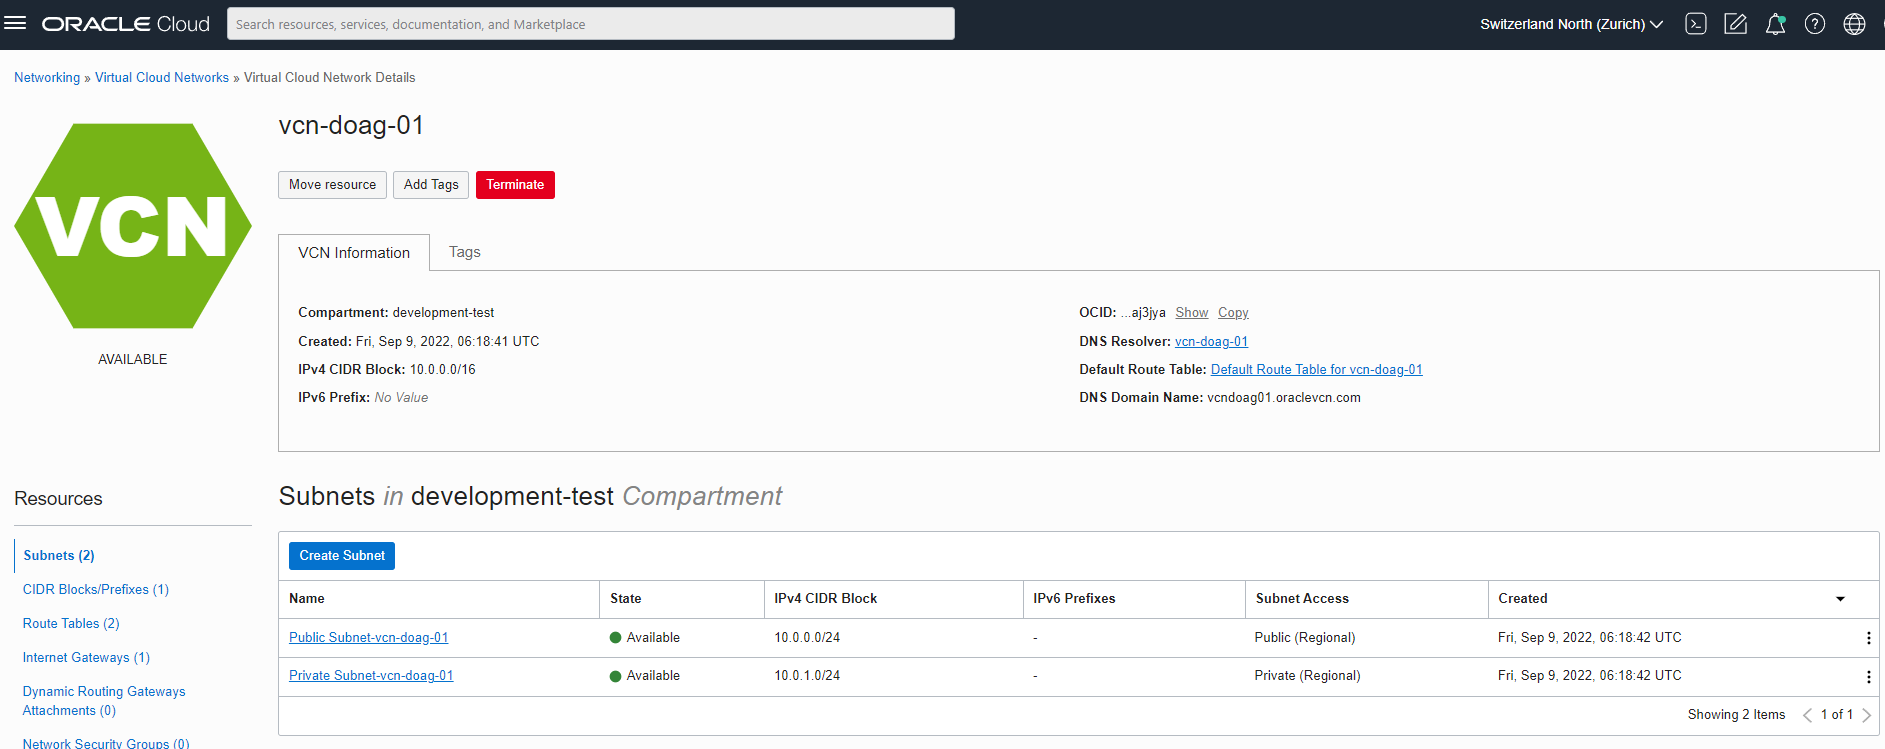 ORACLE Cloud
Search resources, services, documentation, and Marketplace
Switzerland North (Zurich)
Networking » Virtual Cloud Networks » Virtual Cloud Network Details
VCN
AVAILABLE
vcn-doag-01
Move resource
Add Tags
Terminate
VCN Information
Tags
Compartment: development-test
Created: Fri, Sep 9, 2022, 06:18:41 UTC
IPv4 CIDR Block: 10.0.0.0/16
IPv6 Prefix: No Value
OCID: ...aj3jya Show Copy
DNS Resolver: vcn-doag-01
Default Route Table: Default Route Table for vcn-doag-01
DNS Domain Name: vcndoag01.oraclevcn.com
Resources
Subnets (2)
CIDR Blocks/Prefixes (1)
Route Tables (2)
Internet Gateways (1)
Dynamic Routing Gateways
Attachments (0)
Network Security Groups (0)
Subnets in development-test Compartment
Create Subnet
Name State IPv4 CIDR Block IPv6 Prefixes Subnet Access Created
Public Subnet-vcn-doag-01 Available 10.0.0.0/24 - Public (Regional) Fri, Sep 9, 2022, 06:18:42 UTC
Private Subnet-vcn-doag-01 Available 10.0.1.0/24 - Private (Regional) Fri, Sep 9, 2022, 06:18:42 UTC
Showing 2 Items 1 of 1